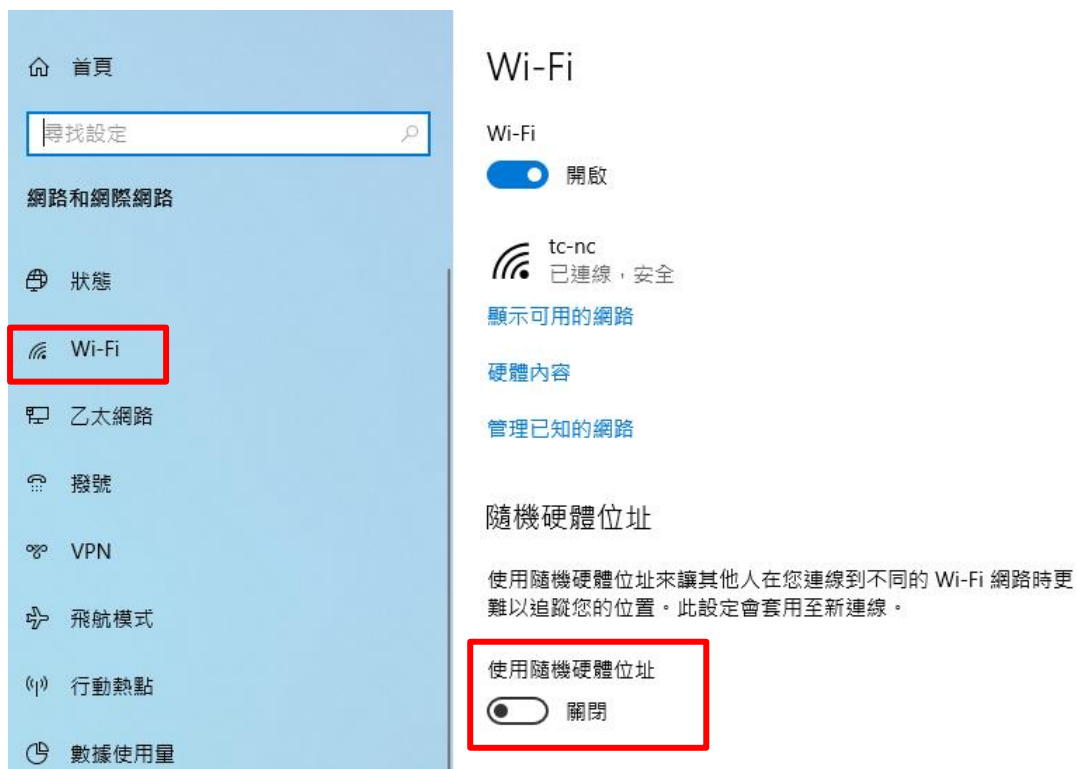 首頁
尋找設定
網路和網際網路
狀態
Wi-Fi
乙太網路
撥號
VPN
飛航模式
行動熱點
數據使用量
Wi-Fi
Wi-Fi
開啟
tc-nc
已連線，安全
顯示可用的網路
硬體內容
管理已知的網路
隨機硬體位址
使用隨機硬體位址來讓其他人在您連線到不同的 Wi-Fi 網路時更
難以追蹤您的位置。此設定會套用至新連線。
使用隨機硬體位址
關閉